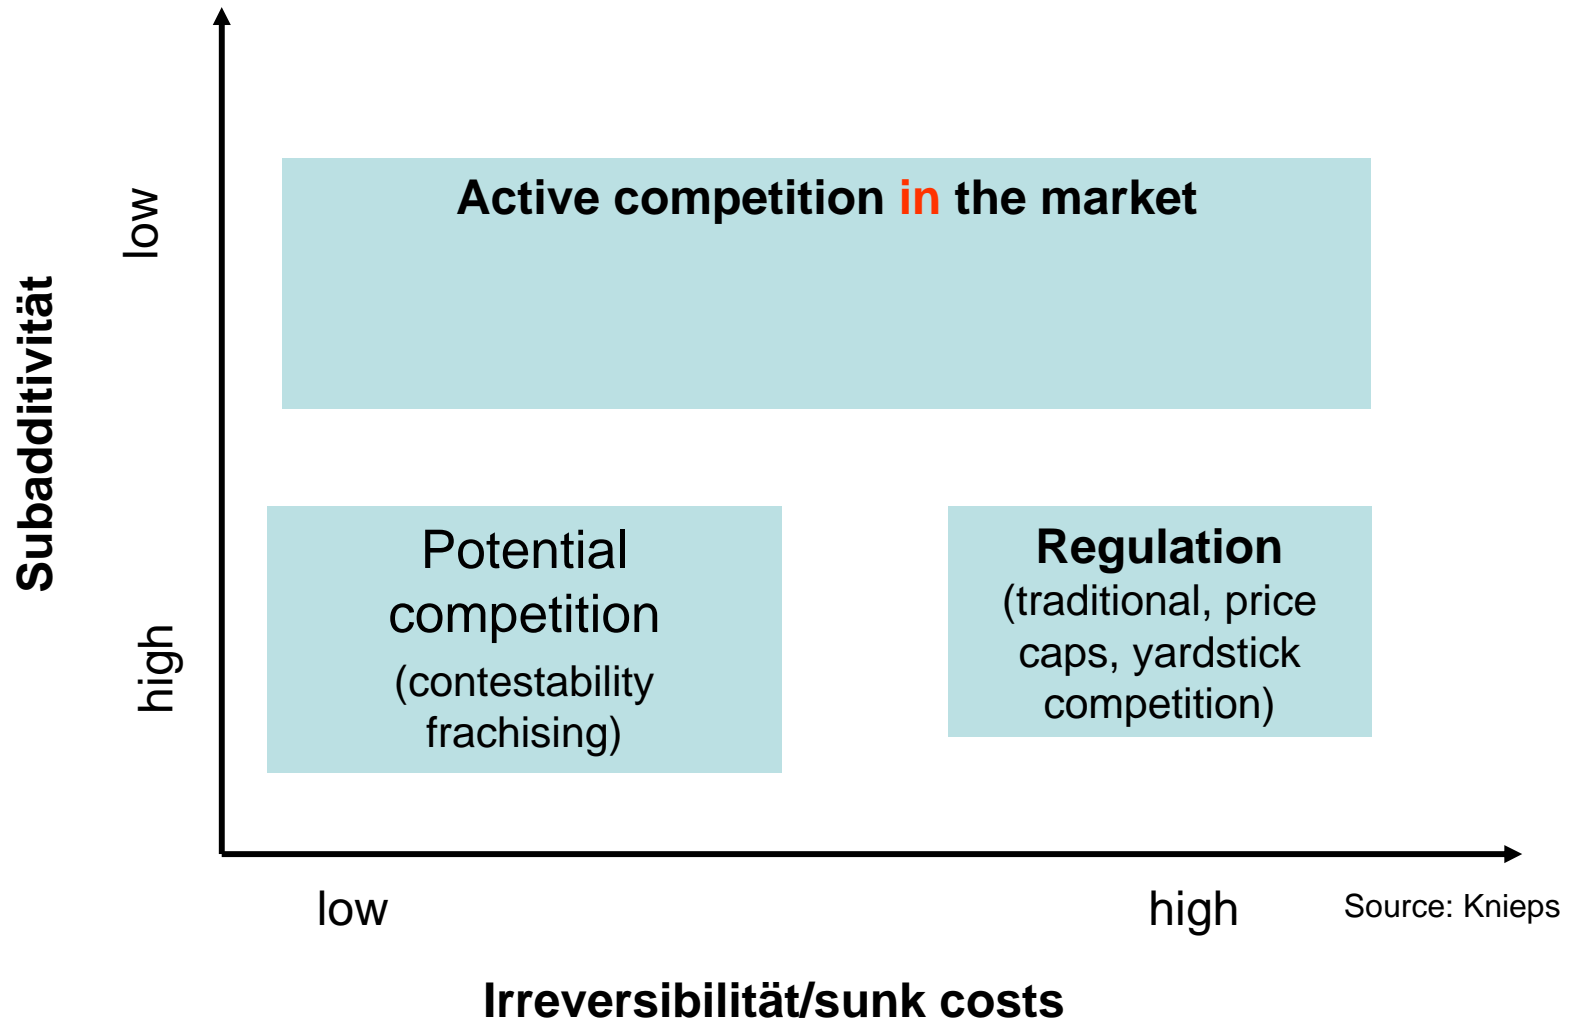 Subadditivität
low
high
Active competition in the market
Potential
competition
(contestability
frachising)
Regulation
(traditional, price
caps, yardstick
competition)
low
high
Source: Knieps
Irreversibilität/sunk costs